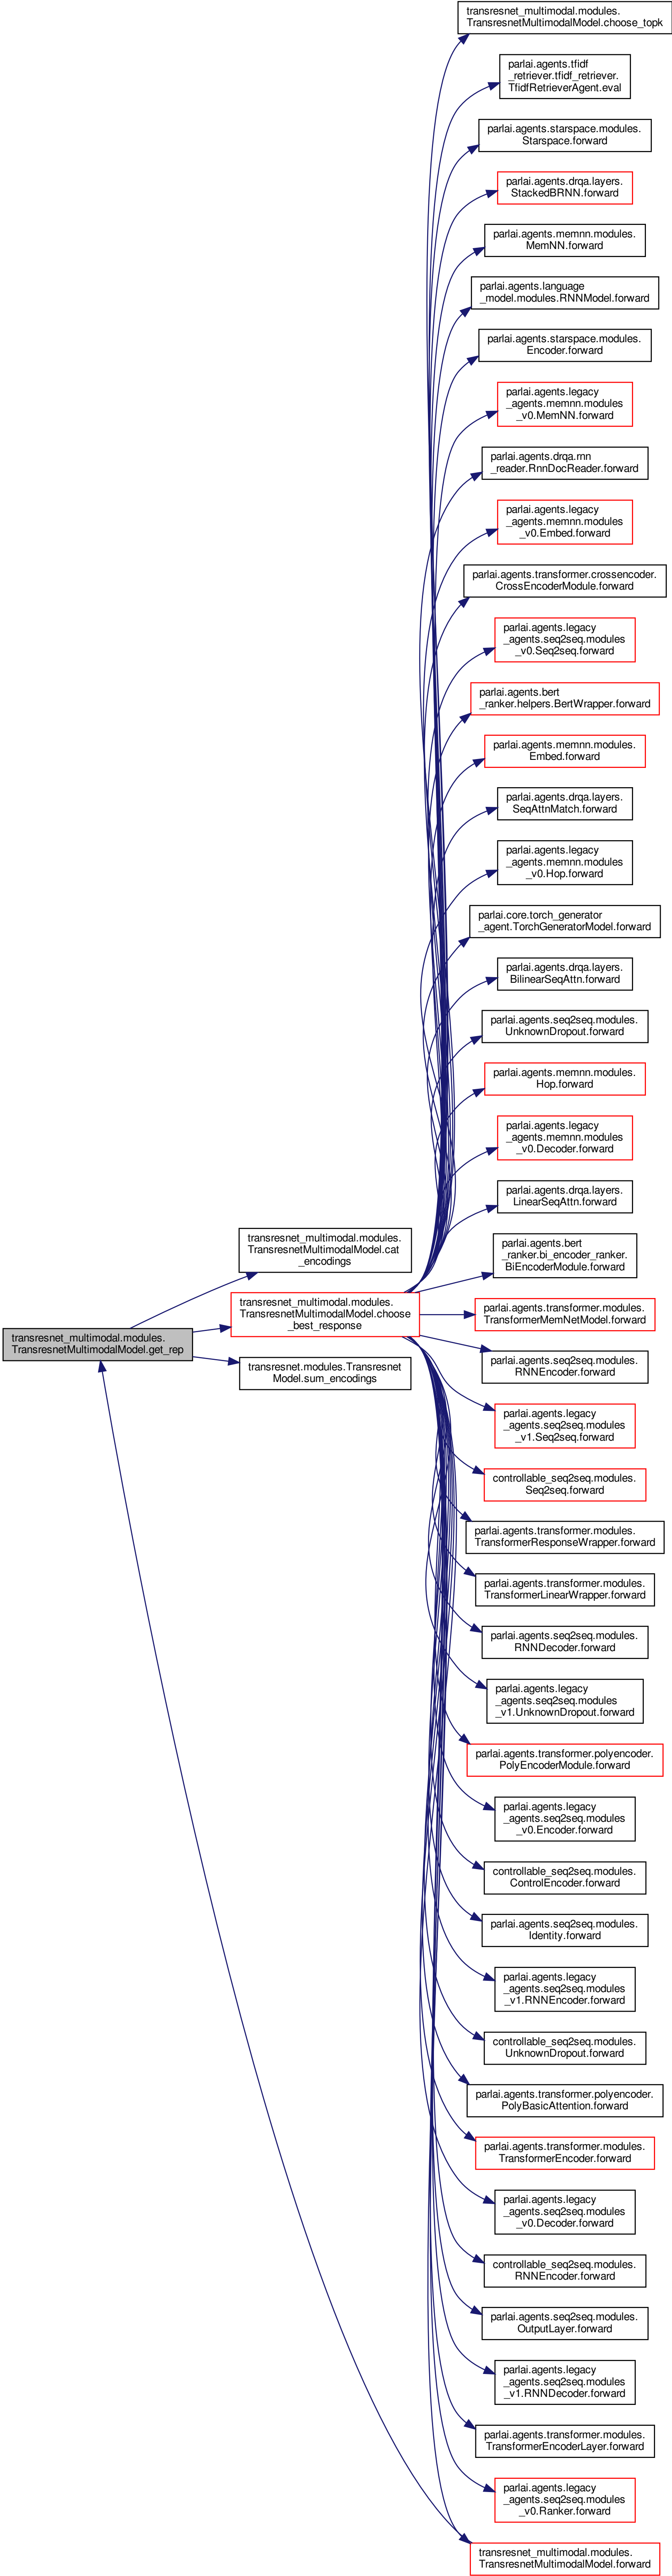 transresnet_multimodal.modules.
TransresnetMultimodalModel.choose_topk
parlai.agents.tfidf
_retriever.tfidf_retriever.
TfidfRetrieverAgent.eval
parlai.agents.starspace.modules.
Starspace.forward
parlai.agents.drqa.layers.
StackedBRNN.forward
parlai.agents.memnn.modules.
MemNN.forward
parlai.agents.language
_model.modules.RNNModel.forward
parlai.agents.starspace.modules.
Encoder.forward
parlai.agents.legacy
_agents.memnn.modules
_v0.MemNN.forward
parlai.agents.drqa.rnn
_reader.RnnDocReader.forward
parlai.agents.legacy
_agents.memnn.modules
_v0.Embed.forward
parlai.agents.transformer.crossencoder.
CrossEncoderModule.forward
parlai.agents.legacy
_agents.seq2seq.modules
_v0.Seq2seq.forward
parlai.agents.bert
_ranker.helpers.BertWrapper.forward
parlai.agents.memnn.modules.
Embed.forward
parlai.agents.drqa.layers.
SeqAttnMatch.forward
parlai.agents.legacy
_agents.memnn.modules
_v0.Hop.forward
parlai.core.torch_generator
_agent.TorchGeneratorModel.forward
parlai.agents.drqa.layers.
BilinearSeqAttn.forward
parlai.agents.seq2seq.modules.
UnknownDropout.forward
parlai.agents.memnn.modules.
Hop.forward
parlai.agents.legacy
_agents.memnn.modules
_v0.Decoder.forward
parlai.agents.drqa.layers.
LinearSeqAttn.forward
transresnet_multimodal.modules.
TransresnetMultimodalModel.cat
_encodings
parlai.agents.bert
_ranker.bi_encoder_ranker.
BiEncoderModule.forward
transresnet_multimodal.modules.
TransresnetMultimodalModel.choose
_best_response
parlai.agents.transformer.modules.
TransformerMemNetModel.forward
transresnet_multimodal.modules.
TransresnetMultimodalModel.get_rep
parlai.agents.seq2seq.modules.
RNNEncoder.forward
transresnet.modules.Transresnet
Model.sum_encodings
parlai.agents.legacy
_agents.seq2seq.modules
_v1.Seq2seq.forward
controllable_seq2seq.modules.
Seq2seq.forward
parlai.agents.transformer.modules.
TransformerResponseWrapper.forward
parlai.agents.transformer.modules.
TransformerLinearWrapper.forward
parlai.agents.seq2seq.modules.
RNNDecoder.forward
parlai.agents.legacy
_agents.seq2seq.modules
_v1.UnknownDropout.forward
parlai.agents.transformer.polyencoder.
PolyEncoderModule.forward
parlai.agents.legacy
_agents.seq2seq.modules
_v0.Encoder.forward
controllable_seq2seq.modules.
ControlEncoder.forward
parlai.agents.seq2seq.modules.
Identity.forward
parlai.agents.legacy
_agents.seq2seq.modules
_v1.RNNEncoder.forward
controllable_seq2seq.modules.
UnknownDropout.forward
parlai.agents.transformer.polyencoder.
PolyBasicAttention.forward
parlai.agents.transformer.modules.
TransformerEncoder.forward
parlai.agents.legacy
_agents.seq2seq.modules
_v0.Decoder.forward
controllable_seq2seq.modules.
RNNEncoder.forward
parlai.agents.seq2seq.modules.
OutputLayer.forward
parlai.agents.legacy
_agents.seq2seq.modules
_v1.RNNDecoder.forward
parlai.agents.transformer.modules.
TransformerEncoderLayer.forward
parlai.agents.legacy
_agents.seq2seq.modules
_v0.Ranker.forward
transresnet_multimodal.modules.
TransresnetMultimodalModel.forward